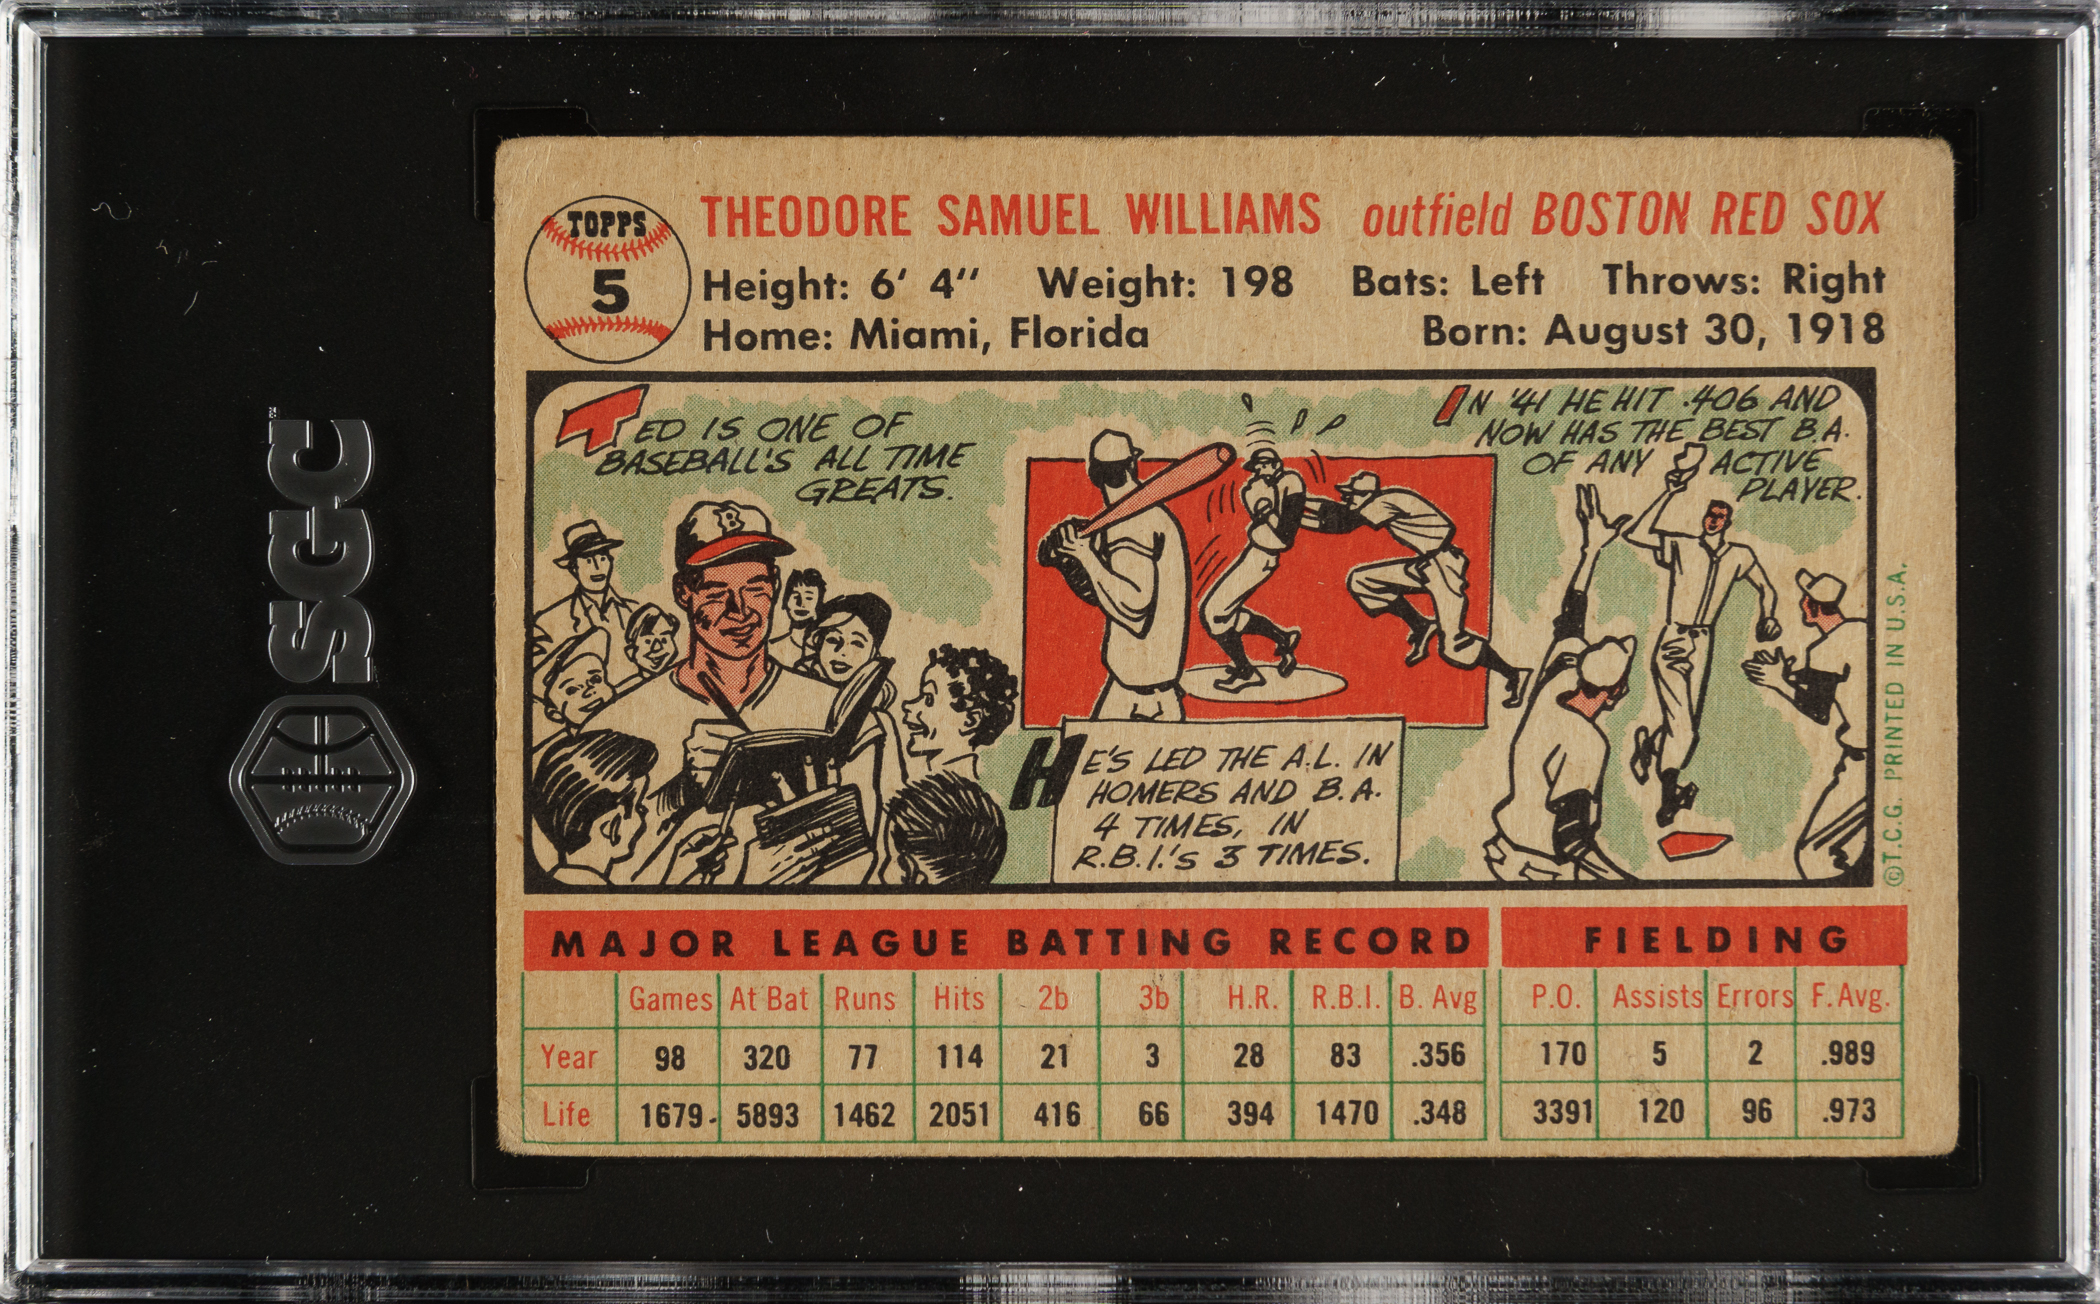 SGC
TOPPS
5
THEODORE SAMUEL WILLIAMS outfield BOSTON RED SOX
Height: 6' 4" Weight: 198 Bats: Left Throws: Right
Home: Miami, Florida Born: August 30, 1918
TED IS ONE OF
BASEBALL'S ALL TIME
GREATS.
B
HE'S LED THE A.L. IN
HOMERS AND B.A.
4 TIMES, IN
R.B.I.'S 3 TIMES.
IN '41 HE HIT .406 AND
NOW HAS THE BEST B.A.
OF ANY ACTIVE
PLAYER.
©T.C.G. PRINTED IN U.S.A.
MAJOR LEAGUE BATTING RECORD FIELDING
Games At Bat Runs Hits 2b 3b H.R. R.B.I. B. Avg P.O. Assists Errors F. Avg.
Year 98 320 77 114 21 3 28 83 .356 170 5 2 .989
Life 1679 5893 1462 2051 416 66 394 1470 .348 3391 120 96 .973